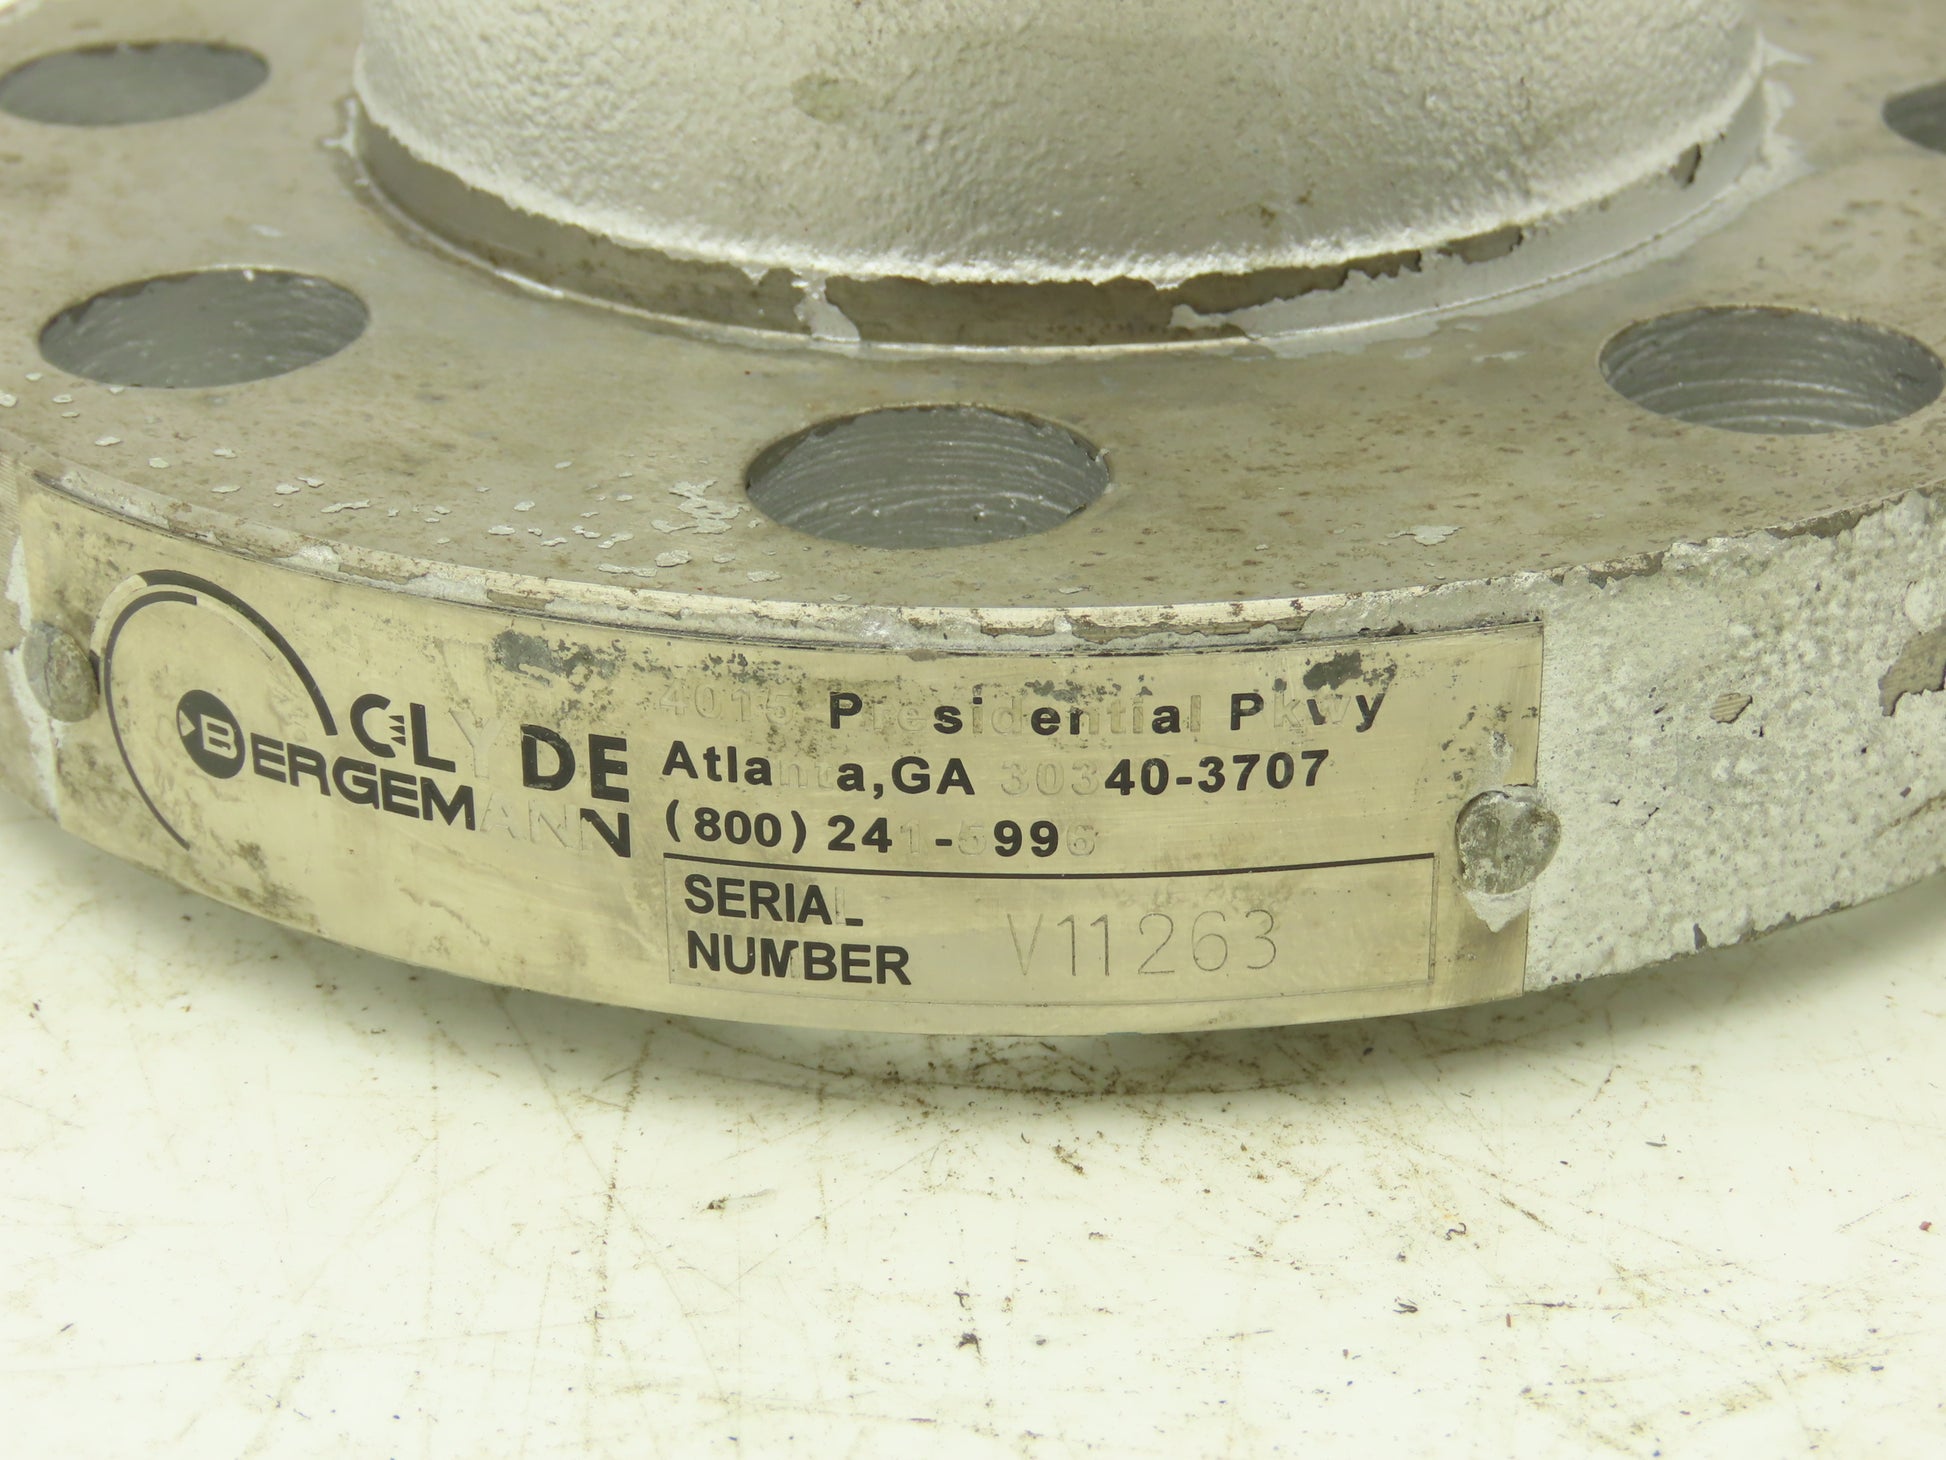 CLYDE
BERGEMANN
4015 Presidential Pkwy
Atlanta, GA 30340-3707
(800) 241-5996
SERIAL
NUMBER V11263